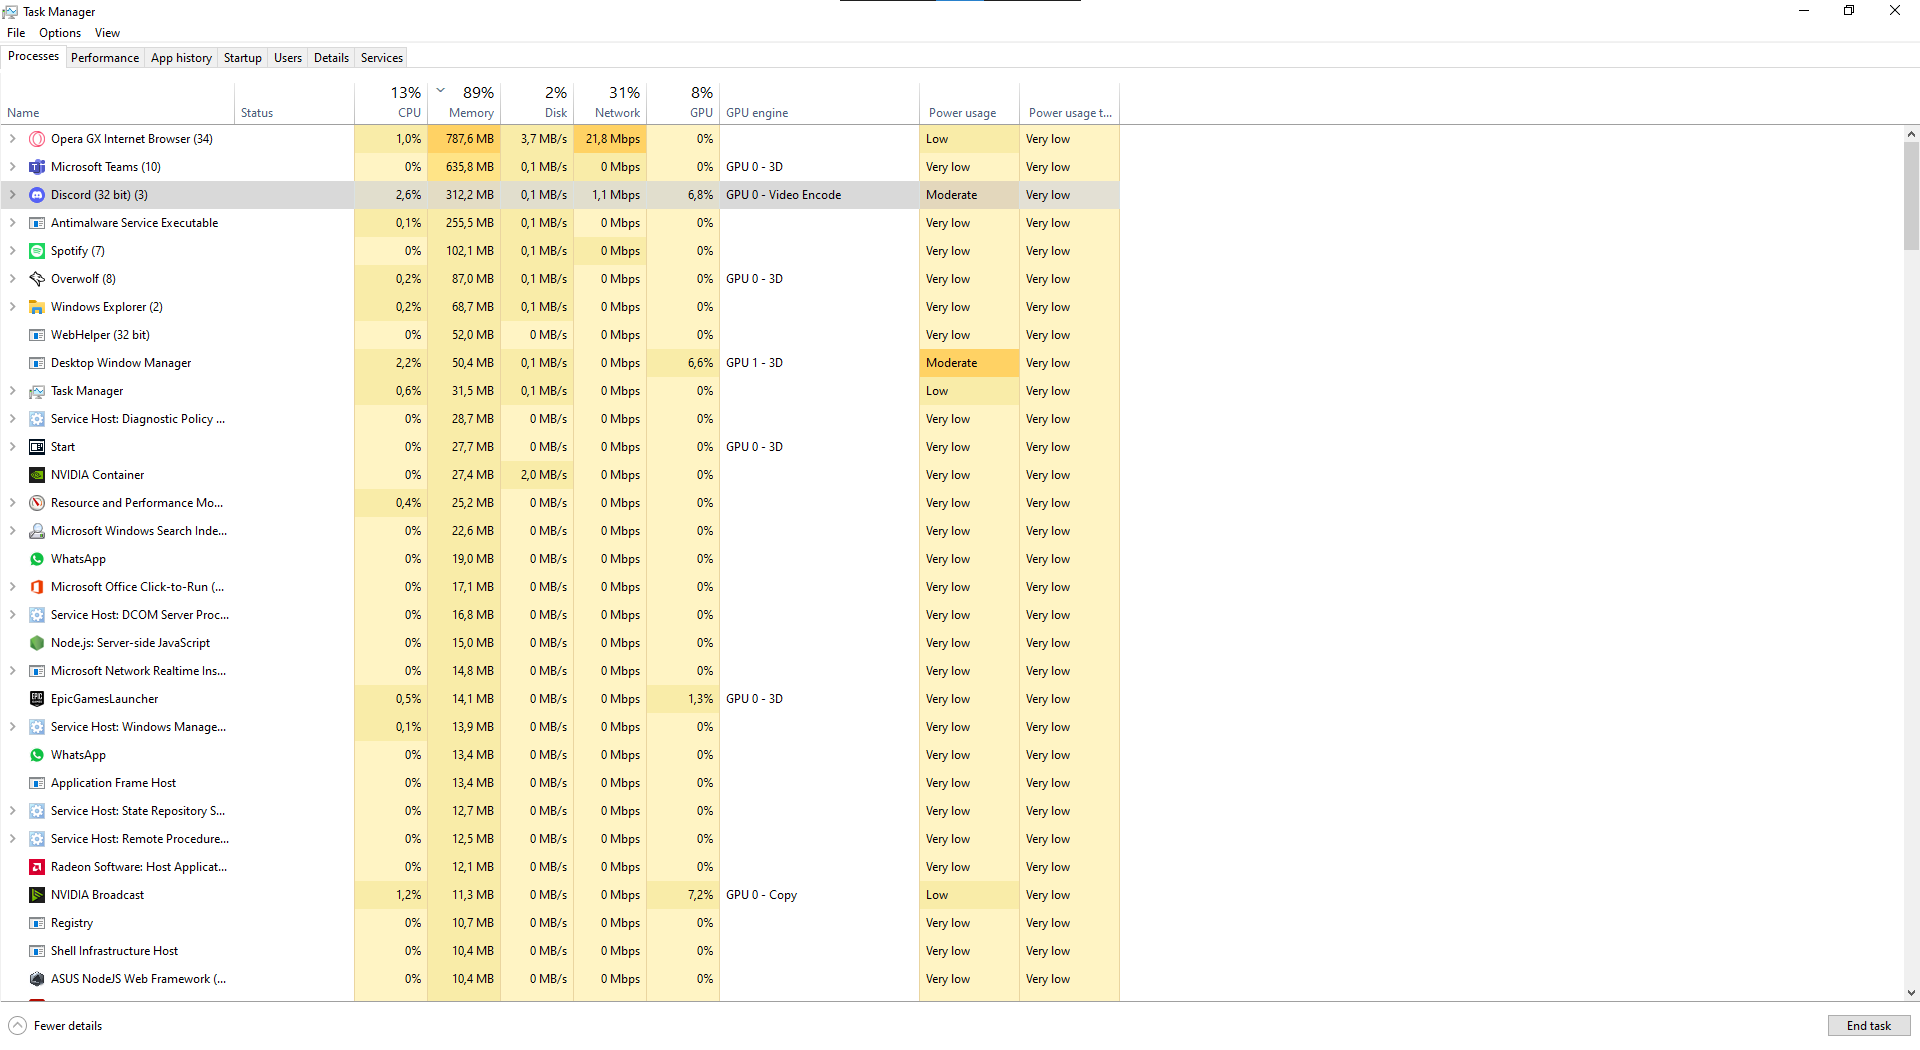 Task Manager
File Options View
Processes Performance App history Startup Users Details Services
13% 89% 2% 31% 8%
Name Status CPU Memory Disk Network GPU GPU engine Power usage Power usage t...
Opera GX Internet Browser (34) 1,0% 787,6 MB 3,7 MB/s 21,8 Mbps 0% Low Very low
Microsoft Teams (10) 0% 635,8 MB 0,1 MB/s 0 Mbps 0% GPU 0 - 3D Very low Very low
Discord (32 bit) (3) 2,6% 312,2 MB 0,1 MB/s 1,1 Mbps 6,8% GPU 0 - Video Encode Moderate Very low
Antimalware Service Executable 0,1% 255,5 MB 0,1 MB/s 0 Mbps 0% Very low Very low
Spotify (7) 0% 102,1 MB 0,1 MB/s 0 Mbps 0% Very low Very low
Overwolf (8) 0,2% 87,0 MB 0,1 MB/s 0 Mbps 0% GPU 0 - 3D Very low Very low
Windows Explorer (2) 0,2% 68,7 MB 0,1 MB/s 0 Mbps 0% Very low Very low
WebHelper (32 bit) 0% 52,0 MB 0 MB/s 0 Mbps 0% Very low Very low
Desktop Window Manager 2,2% 50,4 MB 0,1 MB/s 0 Mbps 6,6% GPU 1 - 3D Moderate Very low
Task Manager 0,6% 31,5 MB 0,1 MB/s 0 Mbps 0% Low Very low
Service Host: Diagnostic Policy ... 0% 28,7 MB 0 MB/s 0 Mbps 0% Very low Very low
Start 0% 27,7 MB 0 MB/s 0 Mbps 0% GPU 0 - 3D Very low Very low
NVIDIA Container 0% 27,4 MB 2,0 MB/s 0 Mbps 0% Very low Very low
Resource and Performance Mo... 0,4% 25,2 MB 0 MB/s 0 Mbps 0% Very low Very low
Microsoft Windows Search Inde... 0% 22,6 MB 0 MB/s 0 Mbps 0% Very low Very low
WhatsApp 0% 19,0 MB 0 MB/s 0 Mbps 0% Very low Very low
Microsoft Office Click-to-Run (... 0% 17,1 MB 0 MB/s 0 Mbps 0% Very low Very low
Service Host: DCOM Server Proc... 0% 16,8 MB 0 MB/s 0 Mbps 0% Very low Very low
Node.js: Server-side JavaScript 0% 15,0 MB 0 MB/s 0 Mbps 0% Very low Very low
Microsoft Network Realtime Ins... 0% 14,8 MB 0 MB/s 0 Mbps 0% Very low Very low
EpicGamesLauncher 0,5% 14,1 MB 0 MB/s 0 Mbps 1,3% GPU 0 - 3D Very low Very low
Service Host: Windows Manage... 0,1% 13,9 MB 0 MB/s 0 Mbps 0% Very low Very low
WhatsApp 0% 13,4 MB 0 MB/s 0 Mbps 0% Very low Very low
Application Frame Host 0% 13,4 MB 0 MB/s 0 Mbps 0% Very low Very low
Service Host: State Repository S... 0% 12,7 MB 0 MB/s 0 Mbps 0% Very low Very low
Service Host: Remote Procedure... 0% 12,5 MB 0 MB/s 0 Mbps 0% Very low Very low
Radeon Software: Host Applicat... 0% 12,1 MB 0 MB/s 0 Mbps 0% Very low Very low
NVIDIA Broadcast 1,2% 11,3 MB 0 MB/s 0 Mbps 7,2% GPU 0 - Copy Low Very low
Registry 0% 10,7 MB 0 MB/s 0 Mbps 0% Very low Very low
Shell Infrastructure Host 0% 10,4 MB 0 MB/s 0 Mbps 0% Very low Very low
ASUS NodeJS Web Framework (... 0% 10,4 MB 0 MB/s 0 Mbps 0% Very low Very low
Fewer details End task